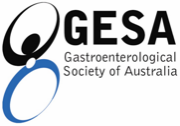 GESA
Gastroenterological
Society of Australia